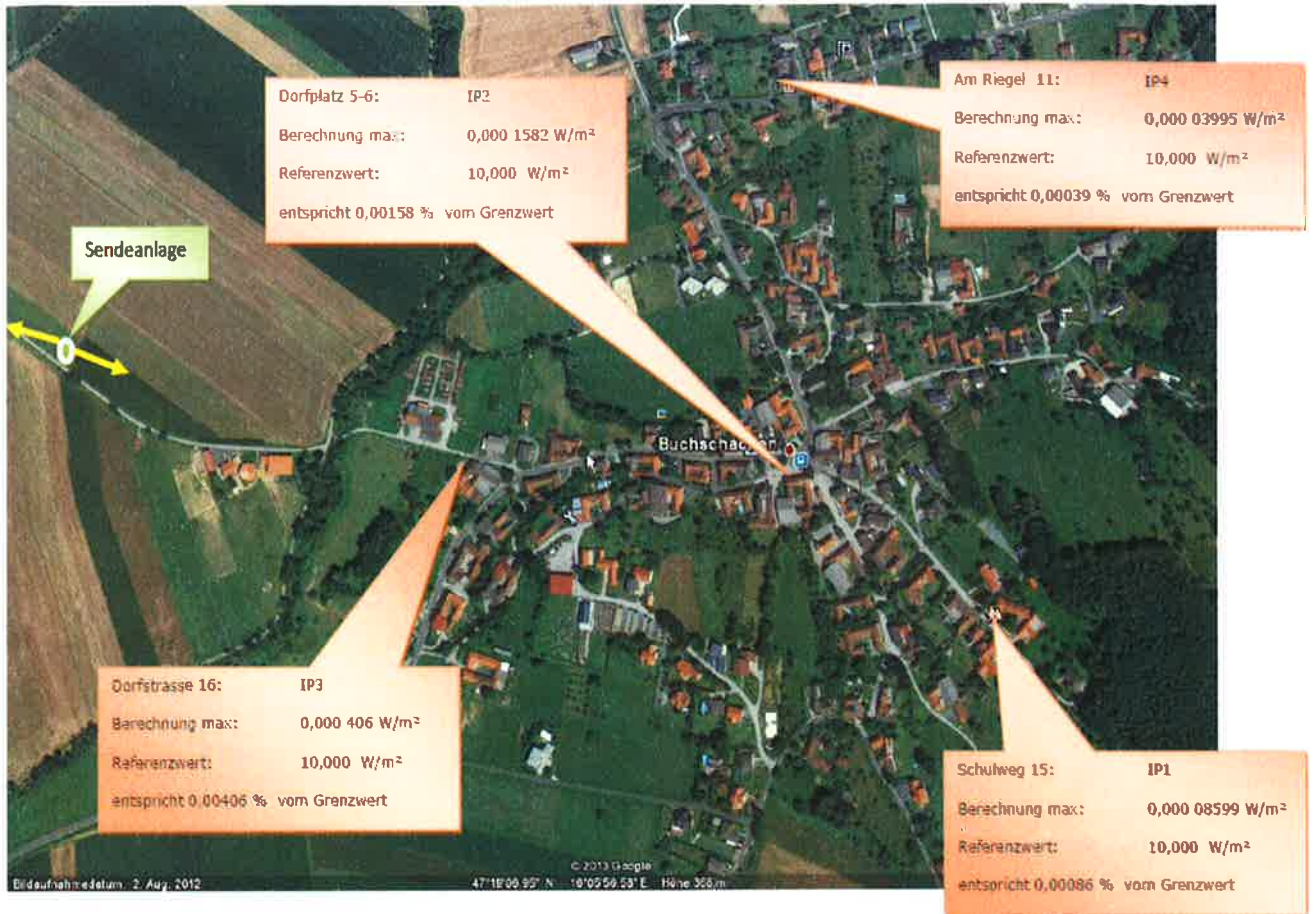 Dorfplatz 5-6: IP2
Berechnung max: 0,000 1582 W/m²
Referenzwert: 10,000 W/m²
entspricht 0,00158 % vom Grenzwert
Am Riegel 11: IP4
Berechnung max: 0,000 03995 W/m²
Referenzwert: 10,000 W/m²
entspricht 0,00039 % vom Grenzwert
Sendeanlage
Buchschachen
Dorfstrasse 16: IP3
Berechnung max: 0,000 406 W/m²
Referenzwert: 10,000 W/m²
entspricht 0,00406 % vom Grenzwert
Schulweg 15: IP1
Berechnung max: 0,000 08599 W/m²
Referenzwert: 10,000 W/m²
entspricht 0,00086 % vom Grenzwert
© 2013 Google
Bildaufnahmedatum: 2. Aug. 2012 Höhe 366 m